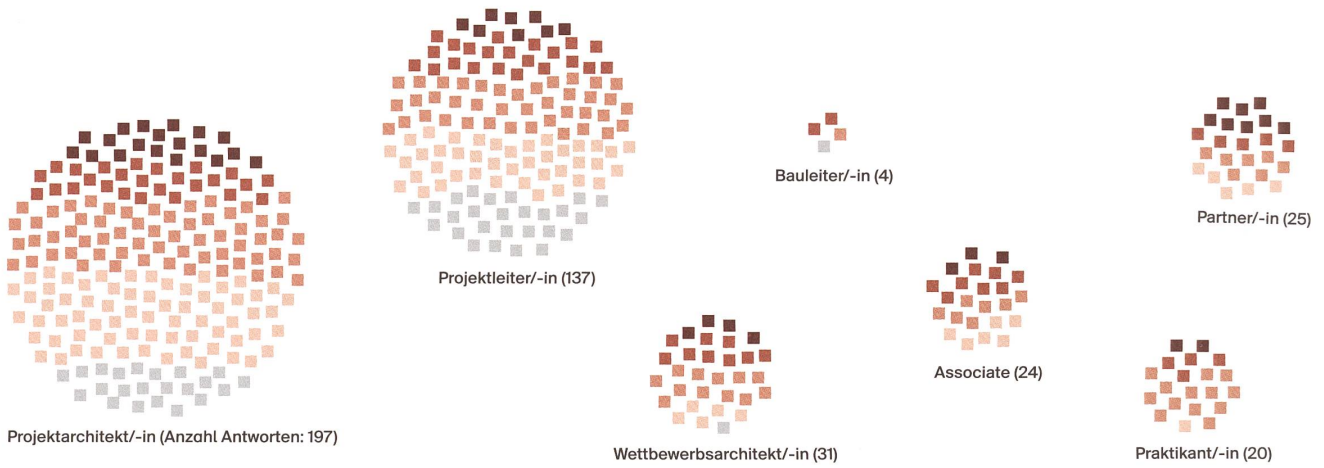 Bauleiter/-in (4)
Partner/-in (25)
Projektleiter/-in (137)
Associate (24)
Projektarchitekt/-in (Anzahl Antworten: 197)
Wettbewerbsarchitekt/-in (31)
Praktikant/-in (20)